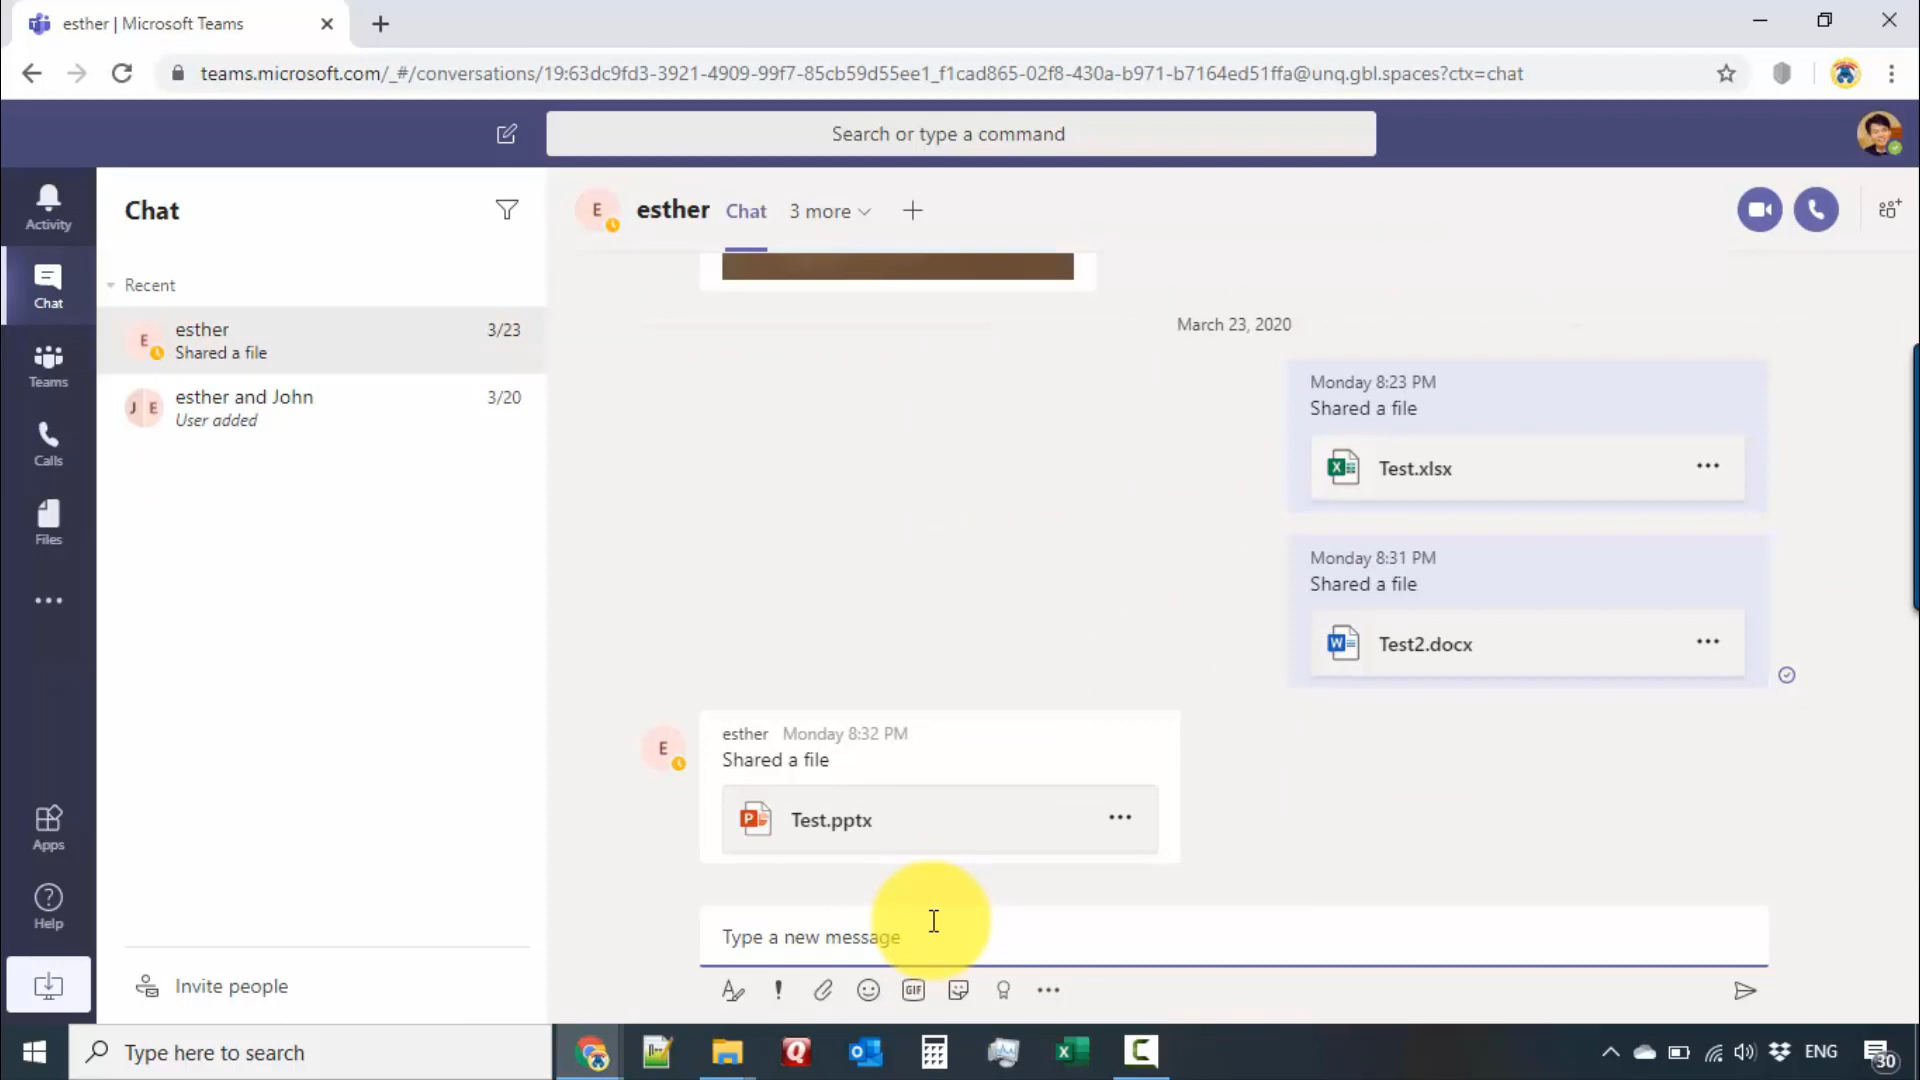 esther | Microsoft Teams
teams.microsoft.com/_#/conversations/19:63dc9fd3-3921-4909-99f7-85cb59d55ee1_f1cad865-02f8-430a-b971-b7164ed51ffa@unq.gbl.spaces?ctx=chat
Search or type a command
Activity
Chat
Teams
Calls
Files
Apps
Help
Chat
Recent
esther 3/23
Shared a file
J E esther and John 3/20
User added
Invite people
E esther Chat 3 more
March 23, 2020
Monday 8:23 PM
Shared a file
Test.xlsx
Monday 8:31 PM
Shared a file
Test2.docx
E esther Monday 8:32 PM
Shared a file
Test.pptx
Type a new message
GIF
Type here to search
ENG
30